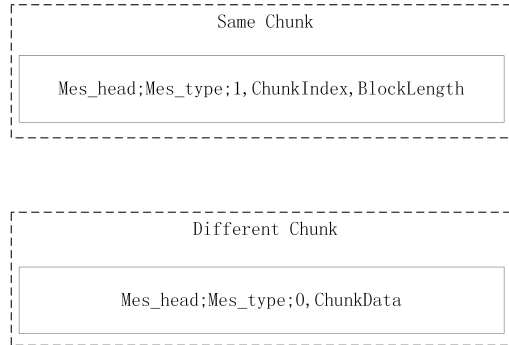 Same Chunk
Mes_head;Mes_type;1,ChunkIndex,BlockLength
Different Chunk
Mes_head;Mes_type;0,ChunkData